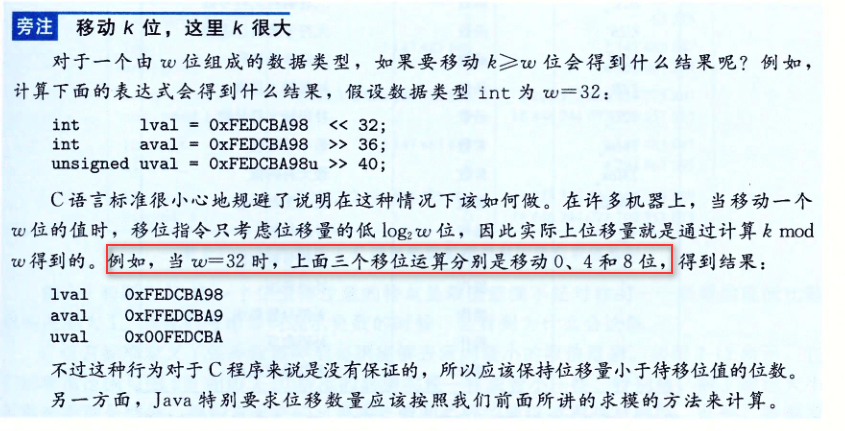 旁注 移动 k 位，这里 k 很大
对于一个由 w 位组成的数据类型，如果要移动 k≥w 位会得到什么结果呢？例如，
计算下面的表达式会得到什么结果，假设数据类型 int 为 w=32：
int      lval = 0xFEDCBA98  << 32;
int      aval = 0xFEDCBA98  >> 36;
unsigned uval = 0xFEDCBA98u >> 40;
C 语言标准很小心地规避了说明在这种情况下该如何做。在许多机器上，当移动一个
w 位的值时，移位指令只考虑位移量的低 log₂w 位，因此实际上位移量就是通过计算 k mod
w 得到的。例如，当 w=32 时，上面三个移位运算分别是移动 0、4 和 8 位，得到结果：
lval    0xFEDCBA98
aval    0xFFEDCBA9
uval    0x00FEDCBA
不过这种行为对于 C 程序来说是没有保证的，所以应该保持位移量小于待移位值的位数。
另一方面，Java 特别要求位移数量应该按照我们前面所讲的求模的方法来计算。